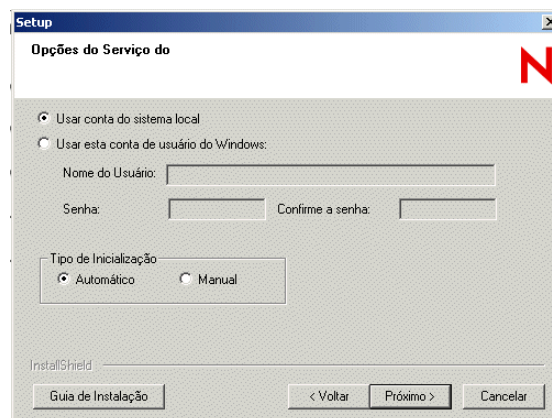 Setup
Opções do Serviço do
N
Usar conta do sistema local
Usar esta conta de usuário do Windows:
Nome do Usuário:
Senha: Confirme a senha:
Tipo de Inicialização
Automático Manual
InstallShield
Guia de Instalação < Voltar Próximo > Cancelar